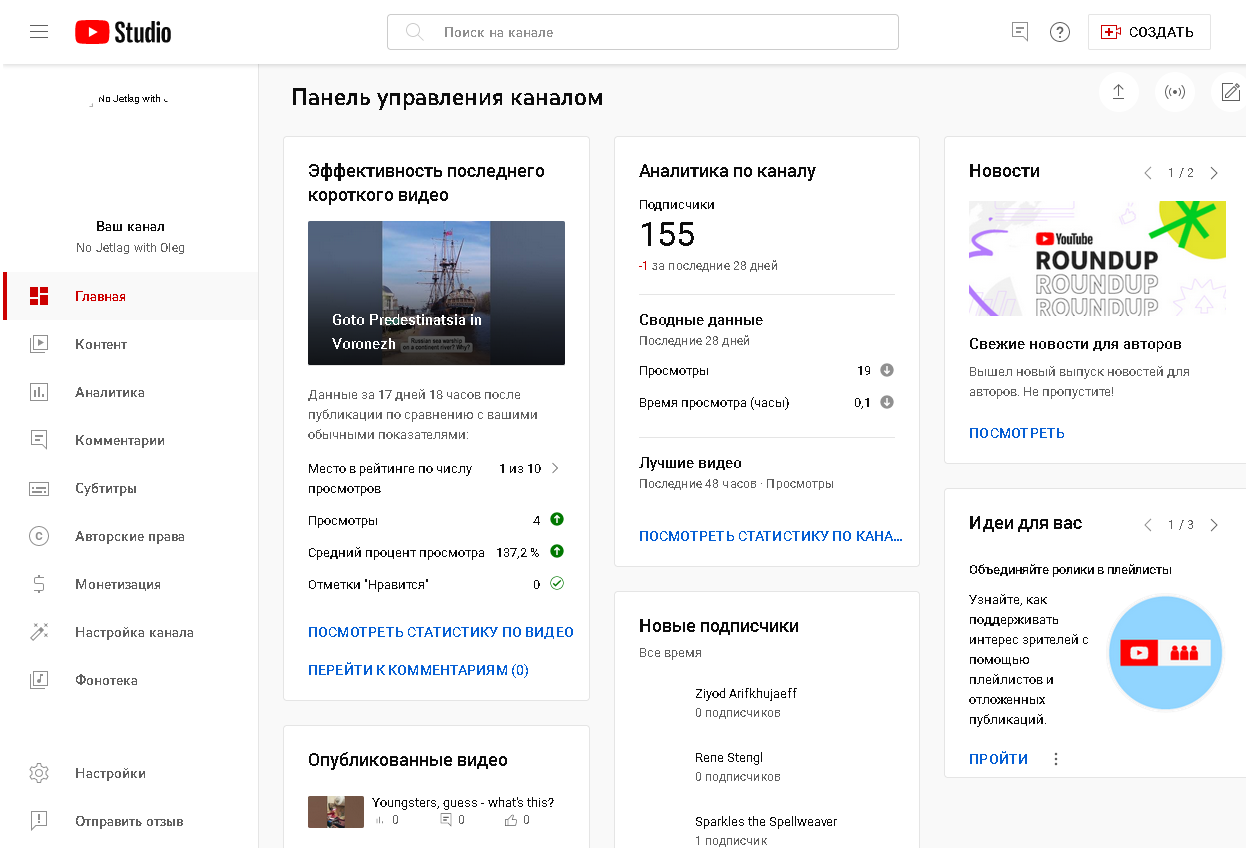 Studio
Поиск на канале
СОЗДАТЬ
No Jetlag with
Ваш канал
No Jetlag with Oleg
Главная
Контент
Аналитика
Комментарии
Субтитры
Авторские права
Монетизация
Настройка канала
Фонотека
Настройки
Отправить отзыв
Панель управления каналом
Эффективность последнего
короткого видео
Goto Predestinatsia in
Voronezh
Russian sea warship
on a continent river? Why?
Данные за 17 дней 18 часов после
публикации по сравнению с вашими
обычными показателями:
Место в рейтинге по числу 1 из 10
просмотров
Просмотры 4
Средний процент просмотра 137,2 %
Отметки "Нравится" 0
ПОСМОТРЕТЬ СТАТИСТИКУ ПО ВИДЕО
ПЕРЕЙТИ К КОММЕНТАРИЯМ (0)
Опубликованные видео
Youngsters, guess - what's this?
0 0 0
Аналитика по каналу
Подписчики
155
-1 за последние 28 дней
Сводные данные
Последние 28 дней
Просмотры 19
Время просмотра (часы) 0,1
Лучшие видео
Последние 48 часов · Просмотры
ПОСМОТРЕТЬ СТАТИСТИКУ ПО КАНА...
Новые подписчики
Все время
Ziyod Arifkhujaeff
0 подписчиков
Rene Stengl
0 подписчиков
Sparkles the Spellweaver
1 подписчик
Новости 1 / 2
YouTube
ROUNDUP
ROUNDUP
ROUNDUP
Свежие новости для авторов
Вышел новый выпуск новостей для
авторов. Не пропустите!
ПОСМОТРЕТЬ
Идеи для вас 1 / 3
Объединяйте ролики в плейлисты
Узнайте, как
поддерживать
интерес зрителей с
помощью
плейлистов и
отложенных
публикаций.
ПРОЙТИ